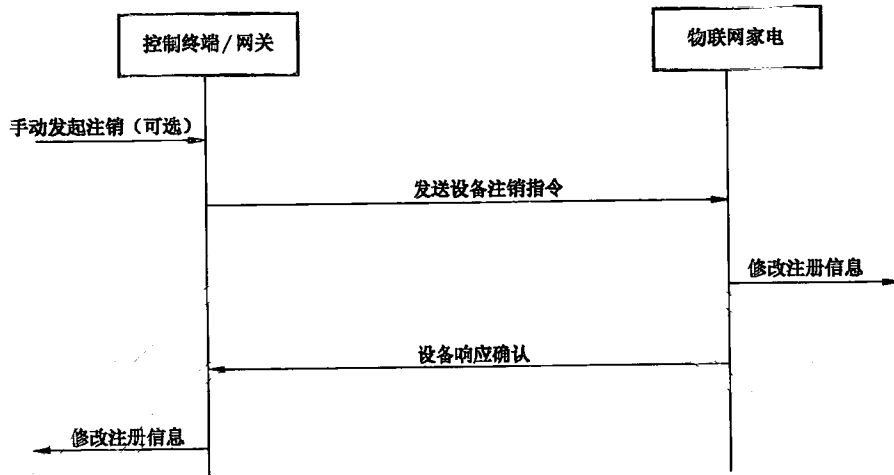 控制终端/网关
物联网家电
手动发起注销（可选）
发送设备注销指令
修改注册信息
设备响应确认
修改注册信息